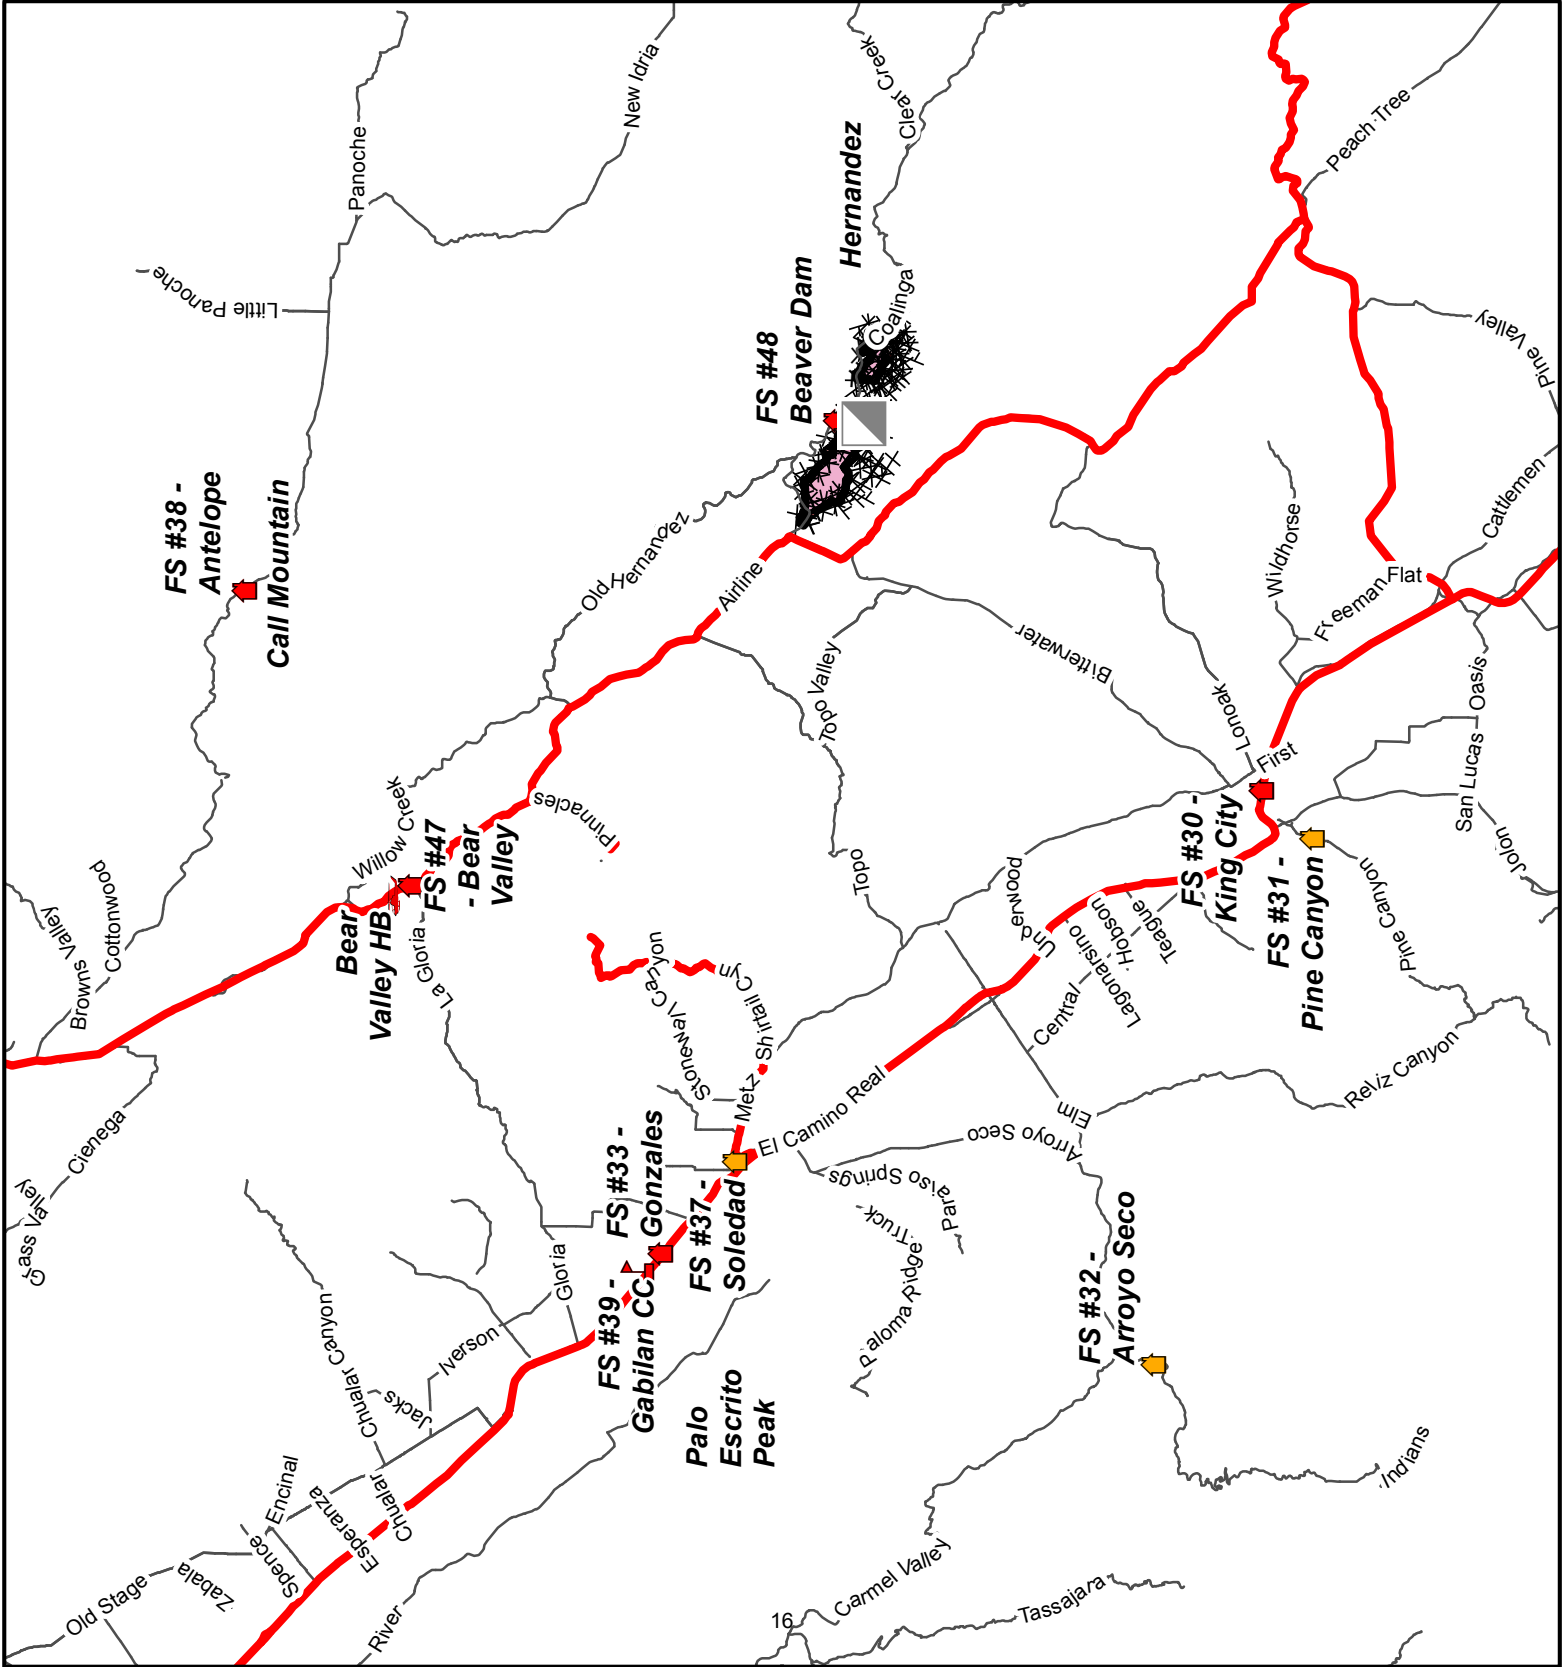 Panoche
New Idria
Clear Creek
Peach Tree
Hernandez
Little Panoche
FS #48
Beaver Dam
Coalinga
Pine Valley
FS #38 -
Antelope
Call Mountain
Old Hernandez
Airline
Wildhorse
Cattlemen
Freeman Flat
Topo Valley
Bitterwater
Lonoak
San Lucas
Oasis
First
Willow Creek
Pinnacles
FS #47
- Bear
Valley
Bear
Valley HB
La Gloria
Cottonwood
Browns Valley
Topo
Underwood
FS #30 -
King City
FS #31 -
Pine Canyon
Pine Canyon
Jolon
Hobson
Teague
Lagomarsino
Central
Stonewall Canyon
Shirttail Cyn
Metz
El Camino Real
Elm
Arroyo Seco
Reliz Canyon
Cienega
Grass Valley
FS #33 -
Gonzales
FS #37 -
Soledad
FS #39 -
Gabilan CC
Gloria
Iverson
Chualar Canyon
Jacks
Paraiso Springs
Paraiso
Paloma Ridge Truck
FS #32 -
Arroyo Seco
Palo
Escrito
Peak
Encinal
Esperanza
Chualar
Spence
Zabala
Old Stage
River
Indians
Carmel Valley
16
Tassajara